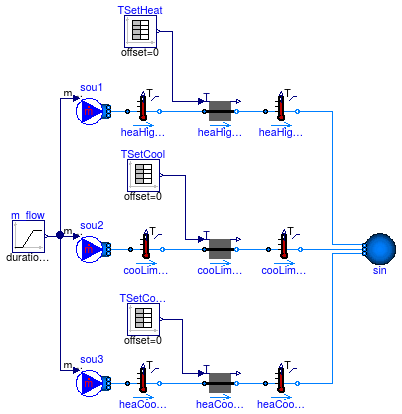 TSetHeat
offset=0
sou1
m
T
T
T
heaHig...
heaHig...
heaHig...
TSetCool
offset=0
m_flow
duratio...
sou2
m
T
T
T
cooLim...
cooLim...
cooLim...
sin
TSetCo...
offset=0
sou3
m
T
T
T
heaCoo...
heaCoo...
heaCoo...